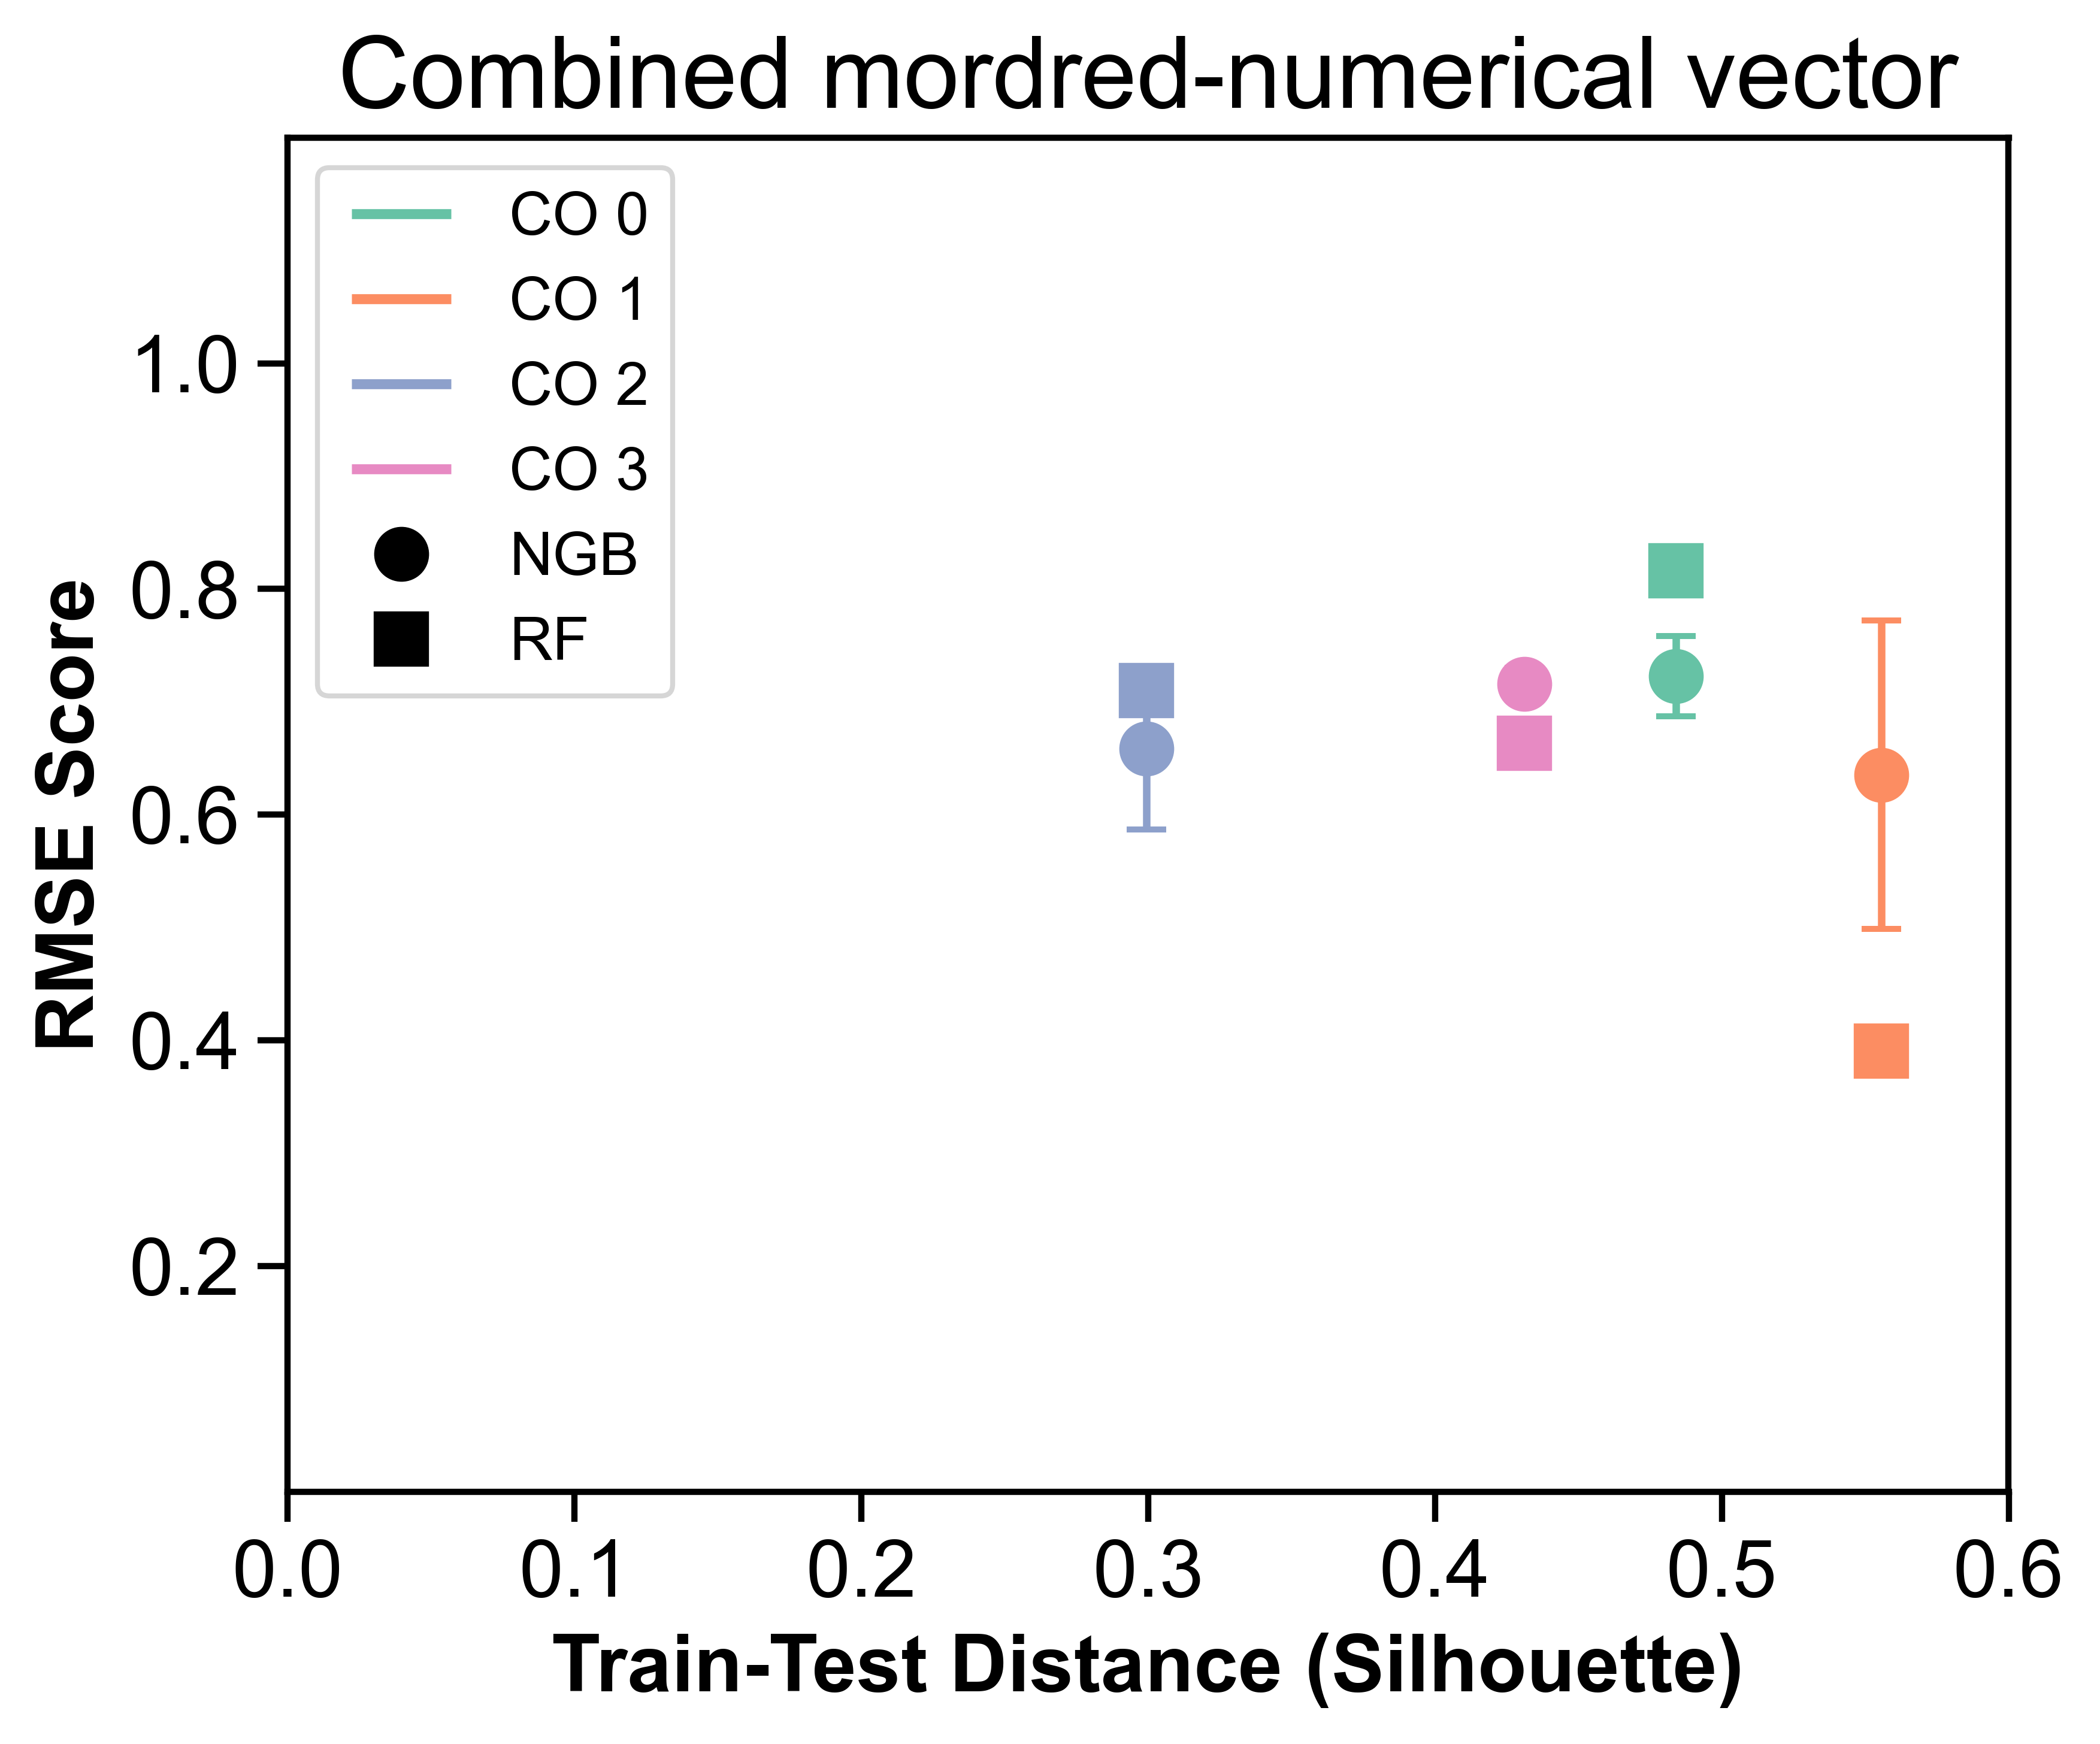 Combined mordred-numerical vector
CO 0
CO 1
CO 2
CO 3
NGB
RF
RMSE Score
1.0
0.8
0.6
0.4
0.2
0.0 0.1 0.2 0.3 0.4 0.5 0.6
Train-Test Distance (Silhouette)